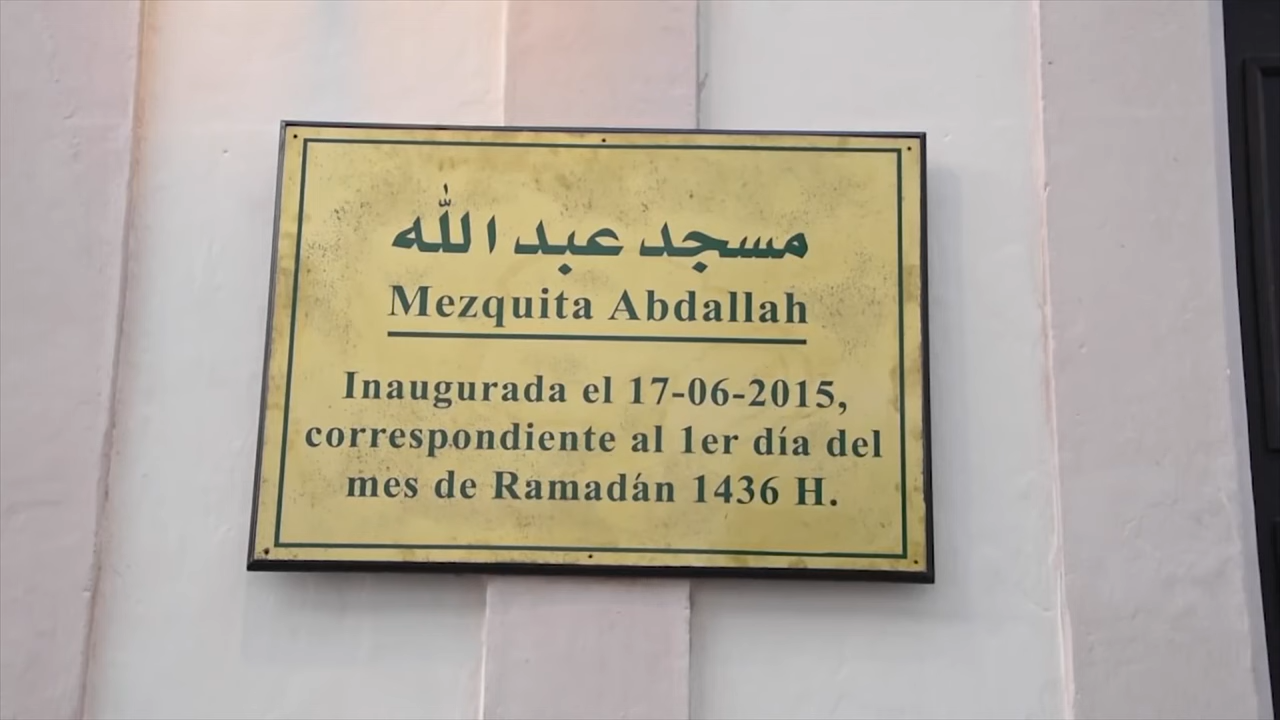 مسجد عبد الله
Mezquita Abdallah
Inaugurada el 17-06-2015,
correspondiente al 1er día del
mes de Ramadán 1436 H.